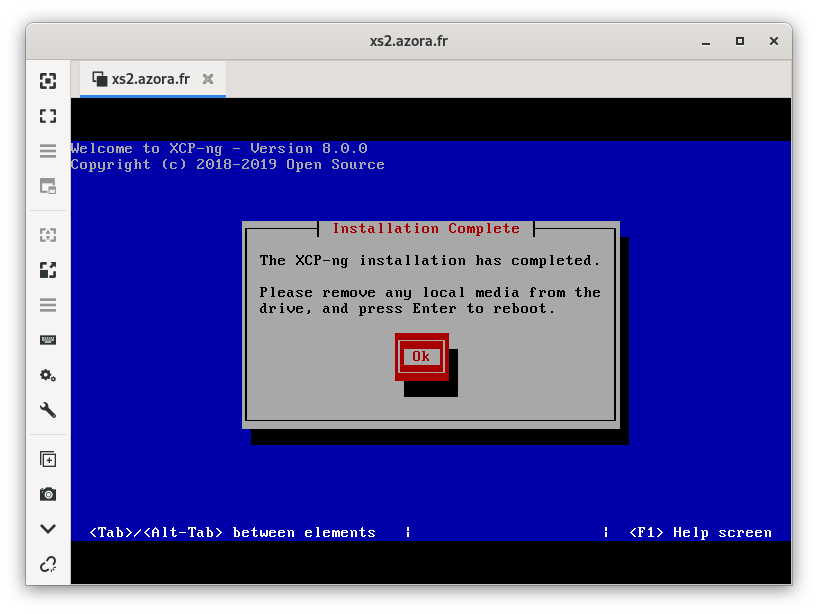 xs2.azora.fr
xs2.azora.fr
Welcome to XCP-ng - Version 8.0.0
Copyright (c) 2018-2019 Open Source
Installation Complete
The XCP-ng installation has completed.
Please remove any local media from the
drive, and press Enter to reboot.
Ok
<Tab>/<Alt-Tab> between elements | | <F1> Help screen